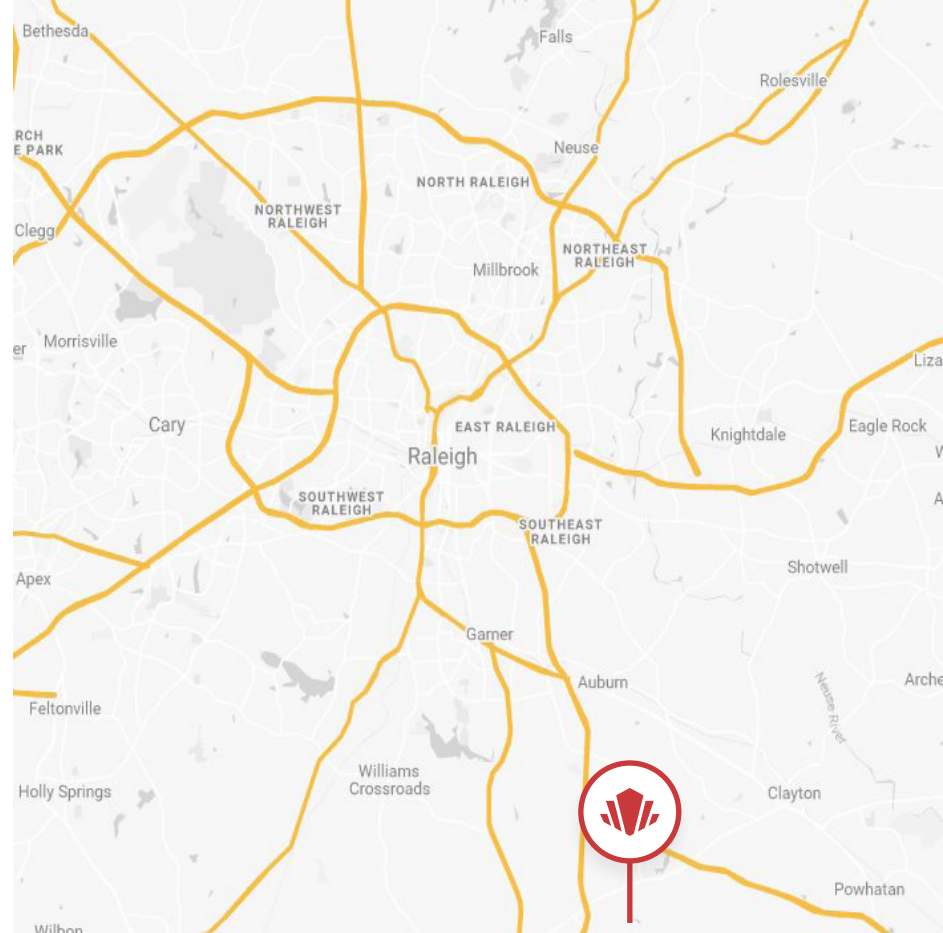 Bethesda
Falls
Rolesville
RCH
E PARK
Neuse
NORTH RALEIGH
NORTHWEST
RALEIGH
Clegg
NORTHEAST
RALEIGH
Millbrook
er
Morrisville
Liza
Cary
EAST RALEIGH
Knightdale
Eagle Rock
Raleigh
W
SOUTHWEST
RALEIGH
A
SOUTHEAST
RALEIGH
Apex
Shotwell
Garner
Auburn
Arche
Feltonville
Neuse River
Williams
Crossroads
Holly Springs
Clayton
Powhatan
Wilbon